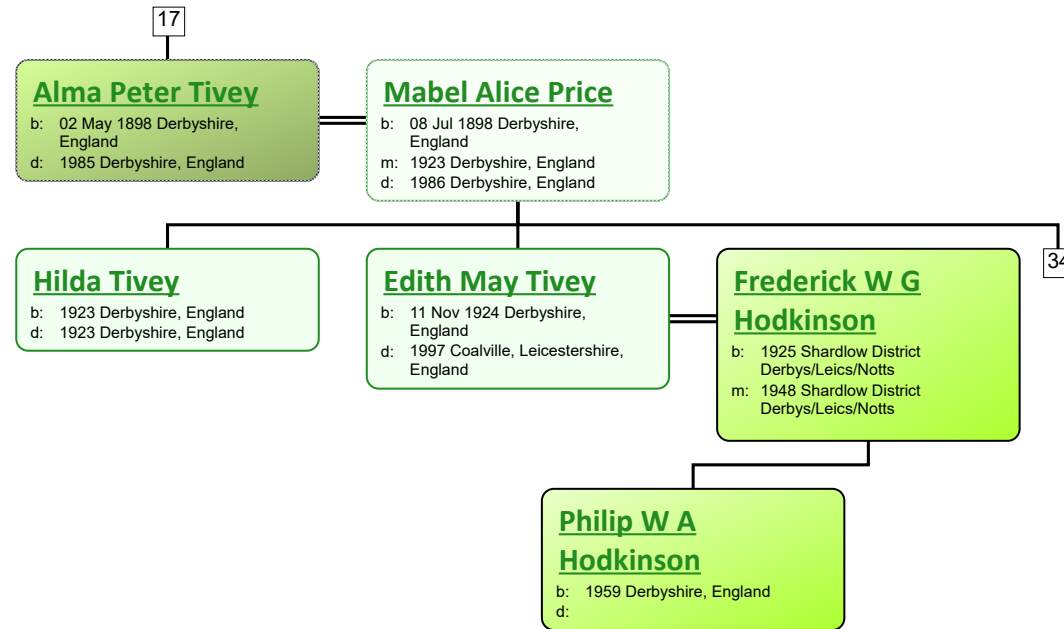 17
Alma Peter Tivey
b: 02 May 1898 Derbyshire,
England
d: 1985 Derbyshire, England
Mabel Alice Price
b: 08 Jul 1898 Derbyshire,
England
m: 1923 Derbyshire, England
d: 1986 Derbyshire, England
Hilda Tivey
b: 1923 Derbyshire, England
d: 1923 Derbyshire, England
Edith May Tivey
b: 11 Nov 1924 Derbyshire,
England
d: 1997 Coalville, Leicestershire,
England
Frederick W G
Hodkinson
b: 1925 Shardlow District
Derbys/Leics/Notts
m: 1948 Shardlow District
Derbys/Leics/Notts
34
Philip W A
Hodkinson
b: 1959 Derbyshire, England
d: